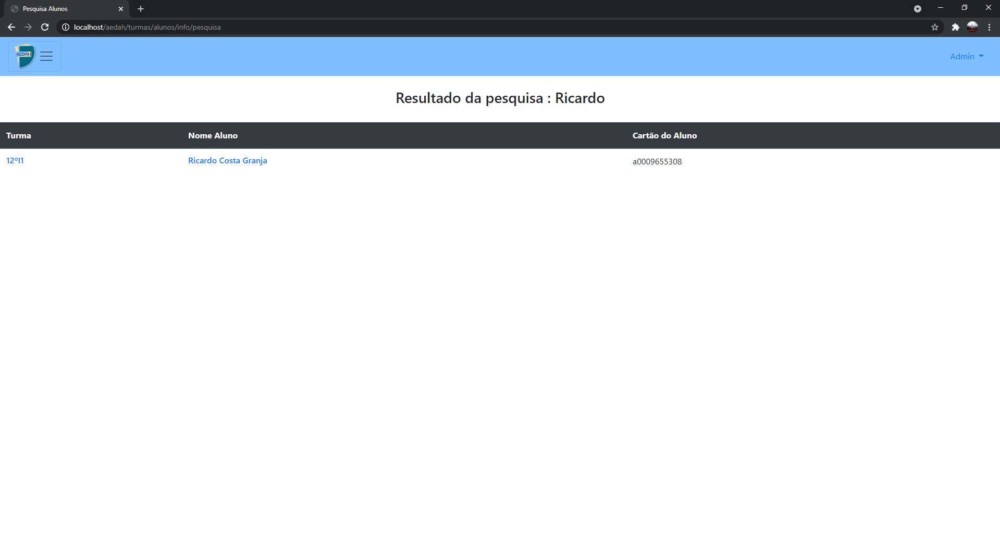 Pesquisa Alunos
localhost/aedah/turmas/alunos/info/pesquisa
AEDAH
Admin
Resultado da pesquisa : Ricardo
Turma Nome Aluno Cartão do Aluno
12ºI1 Ricardo Costa Granja a0009655308